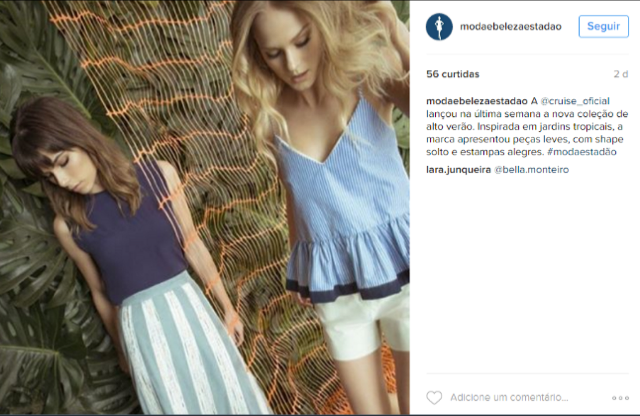 modaebelezaestadao
Seguir
56 curtidas
2 d
modaebelezaestadao A @cruise_oficial
lançou na última semana a nova coleção de
alto verão. Inspirada em jardins tropicais, a
marca apresentou peças leves, com shape
solto e estampas alegres. #modaestadão
lara.junqueira @bella.monteiro
Adicione um comentário...